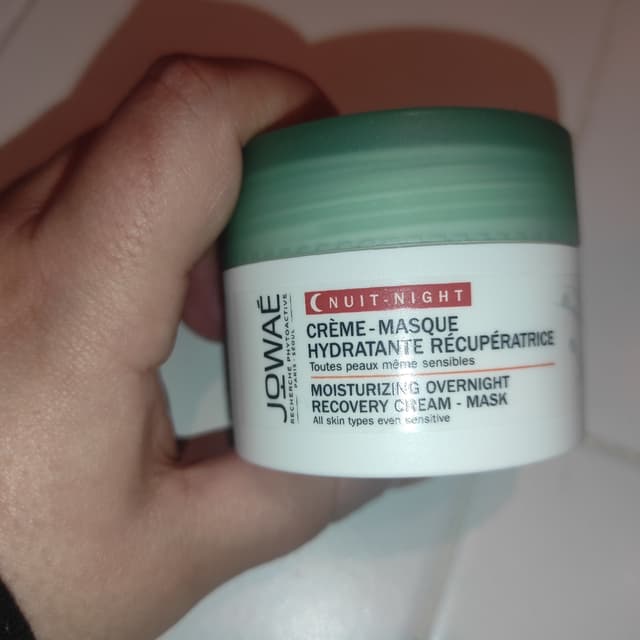 JOWAÉ
RECHERCHE PHYTOACTIVE
PARIS - SÉOUL
NUIT-NIGHT
CRÈME-MASQUE
HYDRATANTE RÉCUPÉRATRICE
Toutes peaux même sensibles
MOISTURIZING OVERNIGHT
RECOVERY CREAM - MASK
All skin types even sensitive